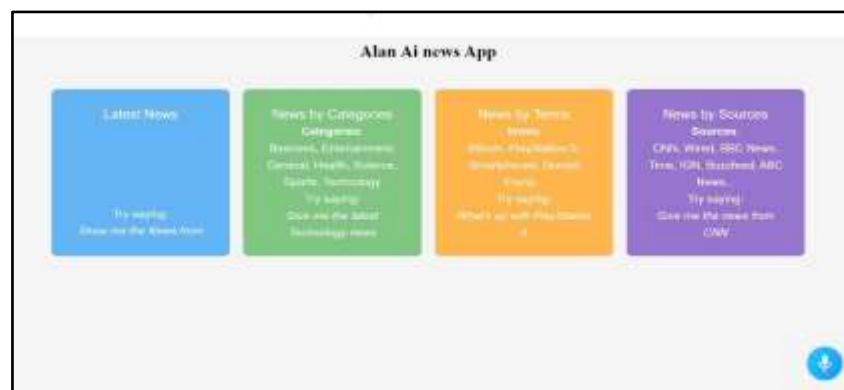 Alan Ai news App
Latest News
Try saying:
Show me the news from
News by Categories
Categories:
Business, Entertainment,
General, Health, Science,
Sports, Technology
Try saying:
Give me the latest
Technology news
News by Terms
Terms:
Bitcoin, PlayStation 5,
Smartphones, Donald
Trump...
Try saying:
What's up with PlayStation
5
News by Sources
Sources:
CNN, Wired, BBC News,
Time, IGN, Buzzfeed, ABC
News...
Try saying:
Give me the news from
CNN